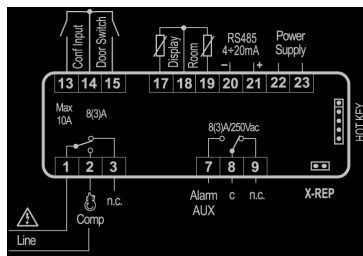 Conf Input
Door Switch
Display
Room
RS485
4÷20mA
– +
Power
Supply
13 14 15 17 18 19 20 21 22 23
Max
10A
8(3)A
8(3)A/250Vac
HOT KEY
1 2 3 7 8 9
X-REP
n.c.
Comp
Alarm
AUX
c
n.c.
Line